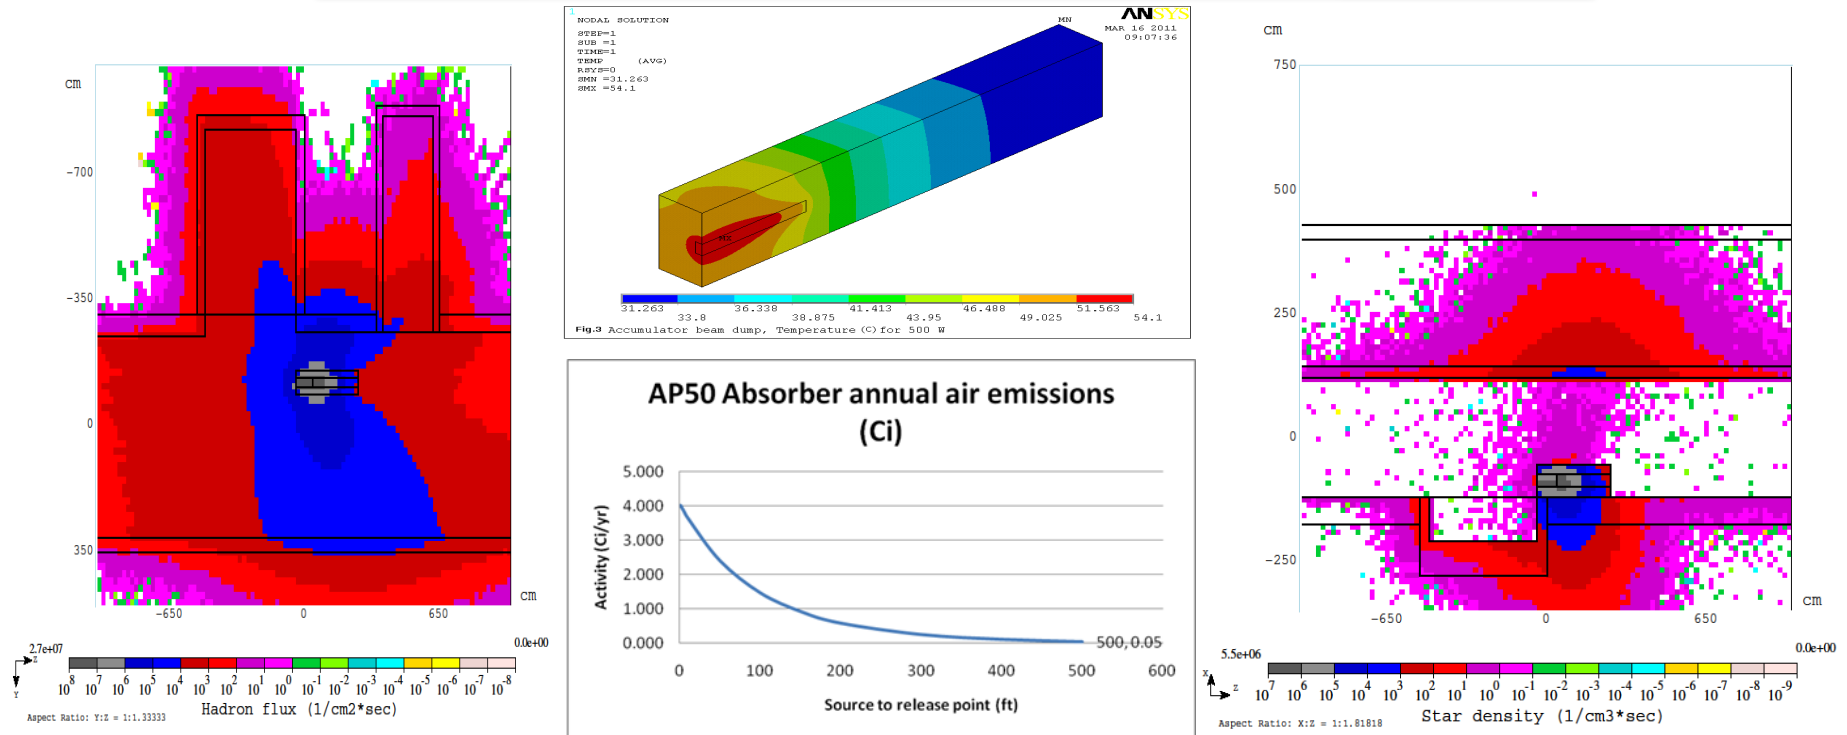 cm
-700
-350
0
350
-650
0
650
cm
2.7e+07
0.0e+00
Z
Y
10^8 10^7 10^6 10^5 10^4 10^3 10^2 10^1 10^0 10^-1 10^-2 10^-3 10^-4 10^-5 10^-6 10^-7 10^-8
Hadron flux (1/cm2*sec)
Aspect Ratio: Y:Z = 1:1.33333
1
NODAL SOLUTION
STEP=1
SUB =1
TIME=1
TEMP (AVG)
RSYS=0
SMN =31.263
SMX =54.1
ANSYS
MAR 16 2011
09:07:36
MN
MX
31.263 36.338 41.413 46.488 51.563
33.8 38.875 43.95 49.025 54.1
Fig.3 Accumulator beam dump, Temperature (C) for 500 W
AP50 Absorber annual air emissions
(Ci)
Activity (Ci/yr)
5.000
4.000
3.000
2.000
1.000
0.000
500, 0.05
0 100 200 300 400 500 600
Source to release point (ft)
cm
750
500
250
0
-250
-650
0
650
cm
5.5e+06
0.0e+00
X
Z
10^7 10^6 10^5 10^4 10^3 10^2 10^1 10^0 10^-1 10^-2 10^-3 10^-4 10^-5 10^-6 10^-7 10^-8 10^-9
Star density (1/cm3*sec)
Aspect Ratio: X:Z = 1:1.81818